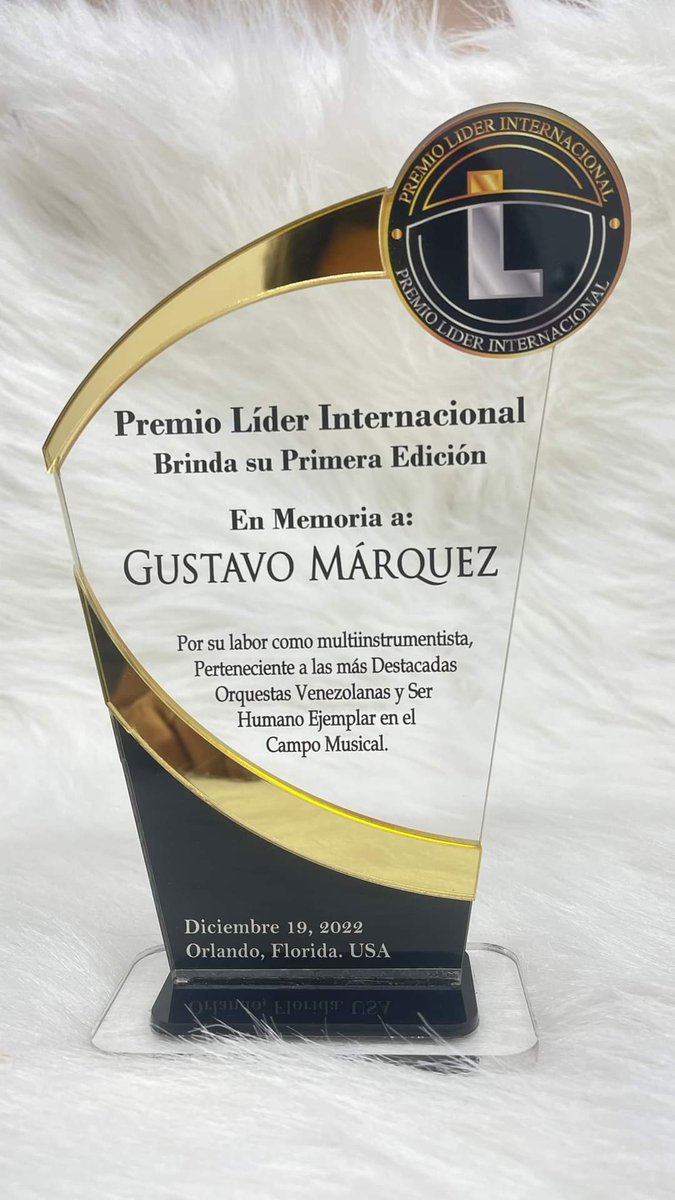 PREMIO LIDER INTERNACIONAL
L
PREMIO LIDER INTERNACIONAL
Premio Líder Internacional
Brinda su Primera Edición
En Memoria a:
GUSTAVO MÁRQUEZ
Por su labor como multiinstrumentista,
Perteneciente a las más Destacadas
Orquestas Venezolanas y Ser
Humano Ejemplar en el
Campo Musical.
Diciembre 19, 2022
Orlando, Florida. USA